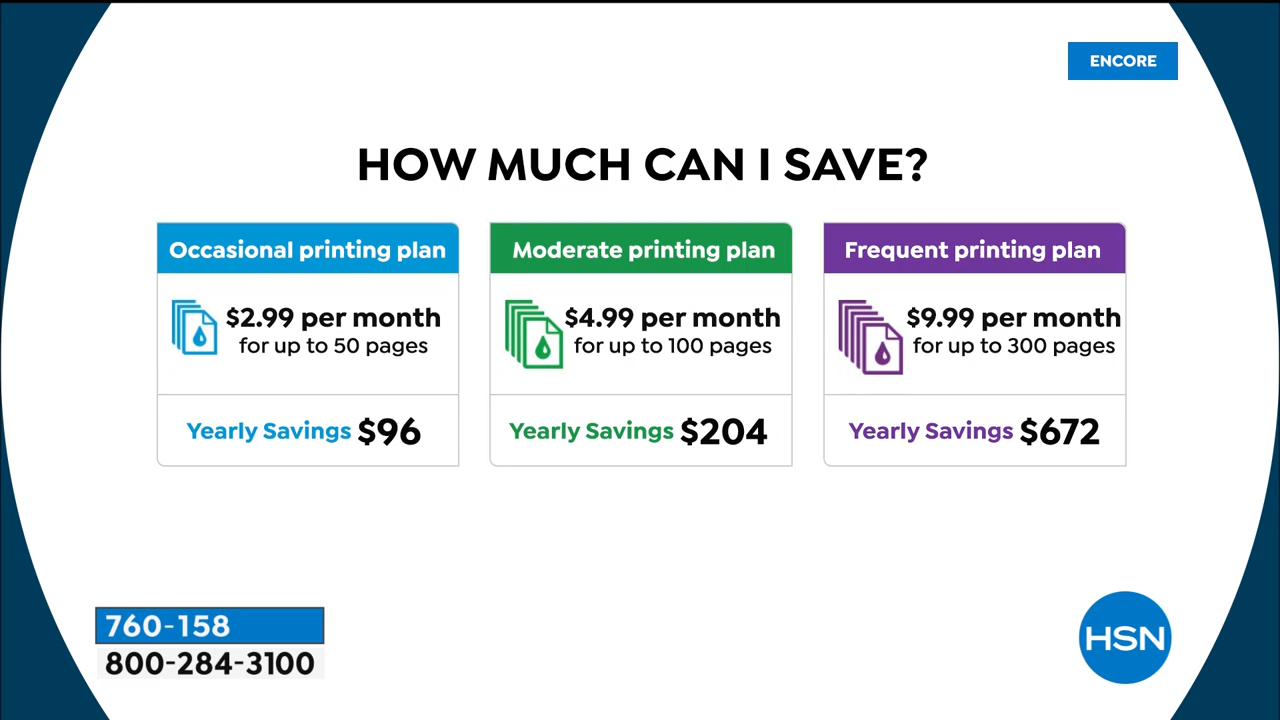 ENCORE
HOW MUCH CAN I SAVE?
Occasional printing plan
$2.99 per month
for up to 50 pages
Yearly Savings $96
Moderate printing plan
$4.99 per month
for up to 100 pages
Yearly Savings $204
Frequent printing plan
$9.99 per month
for up to 300 pages
Yearly Savings $672
760-158
800-284-3100
HSN